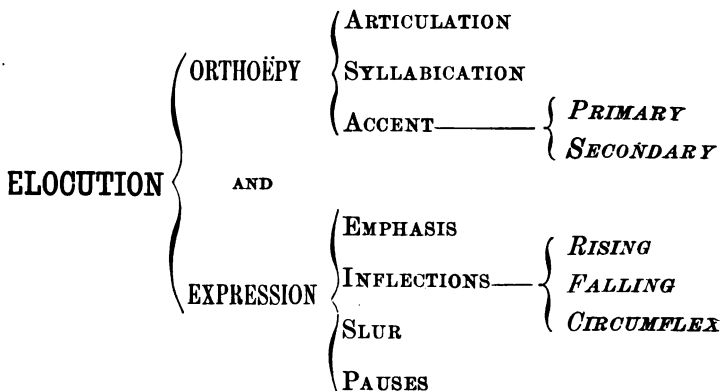 ARTICULATION
ORTHOËPY SYLLABICATION
ACCENT PRIMARY
SECONDARY
ELOCUTION AND
EMPHASIS
RISING
EXPRESSION INFLECTIONS FALLING
CIRCUMFLEX
SLUR
PAUSES